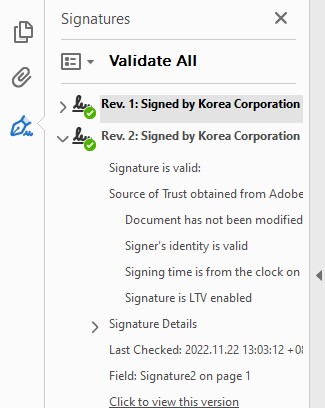 Signatures
Validate All
Rev. 1: Signed by Korea Corporation
Rev. 2: Signed by Korea Corporation
Signature is valid:
Source of Trust obtained from Adobe
Document has not been modified
Signer's identity is valid
Signing time is from the clock on
Signature is LTV enabled
Signature Details
Last Checked: 2022.11.22 13:03:12 +08
Field: Signature2 on page 1
Click to view this version